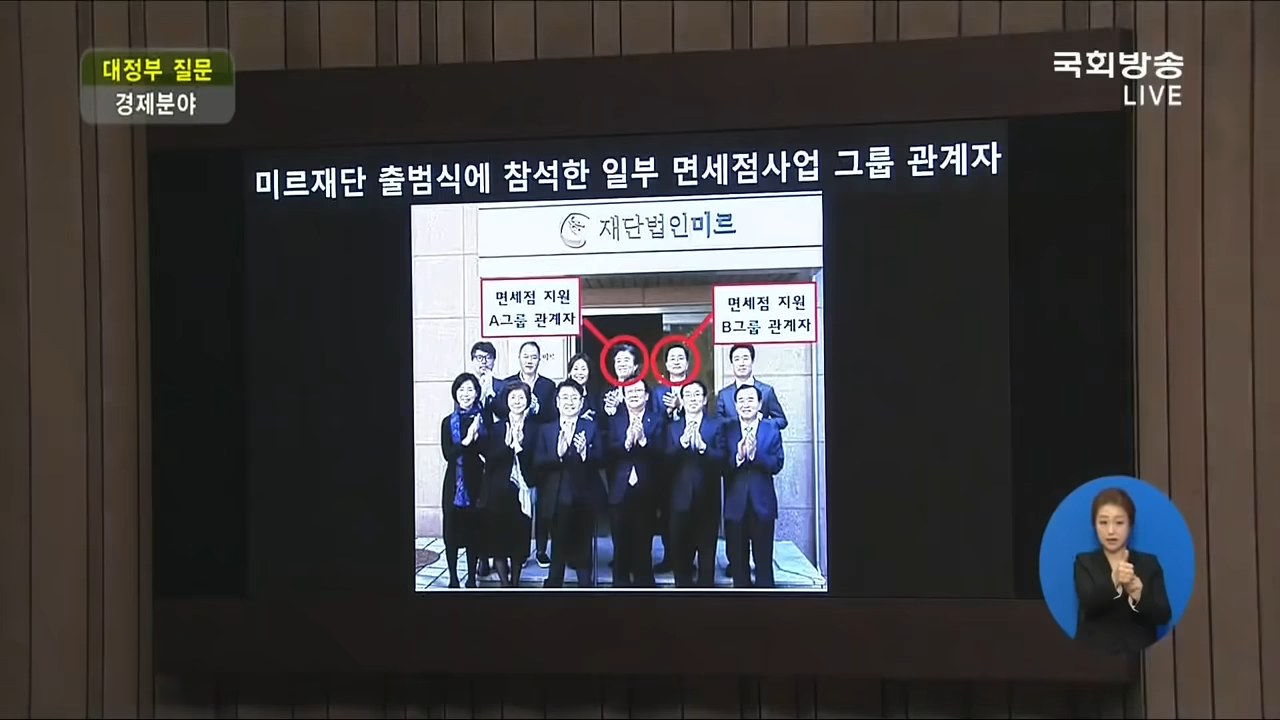 대정부 질문
경제분야
국회방송
LIVE
미르재단 출범식에 참석한 일부 면세점사업 그룹 관계자
재단법인미르
면세점 지원
A그룹 관계자
면세점 지원
B그룹 관계자